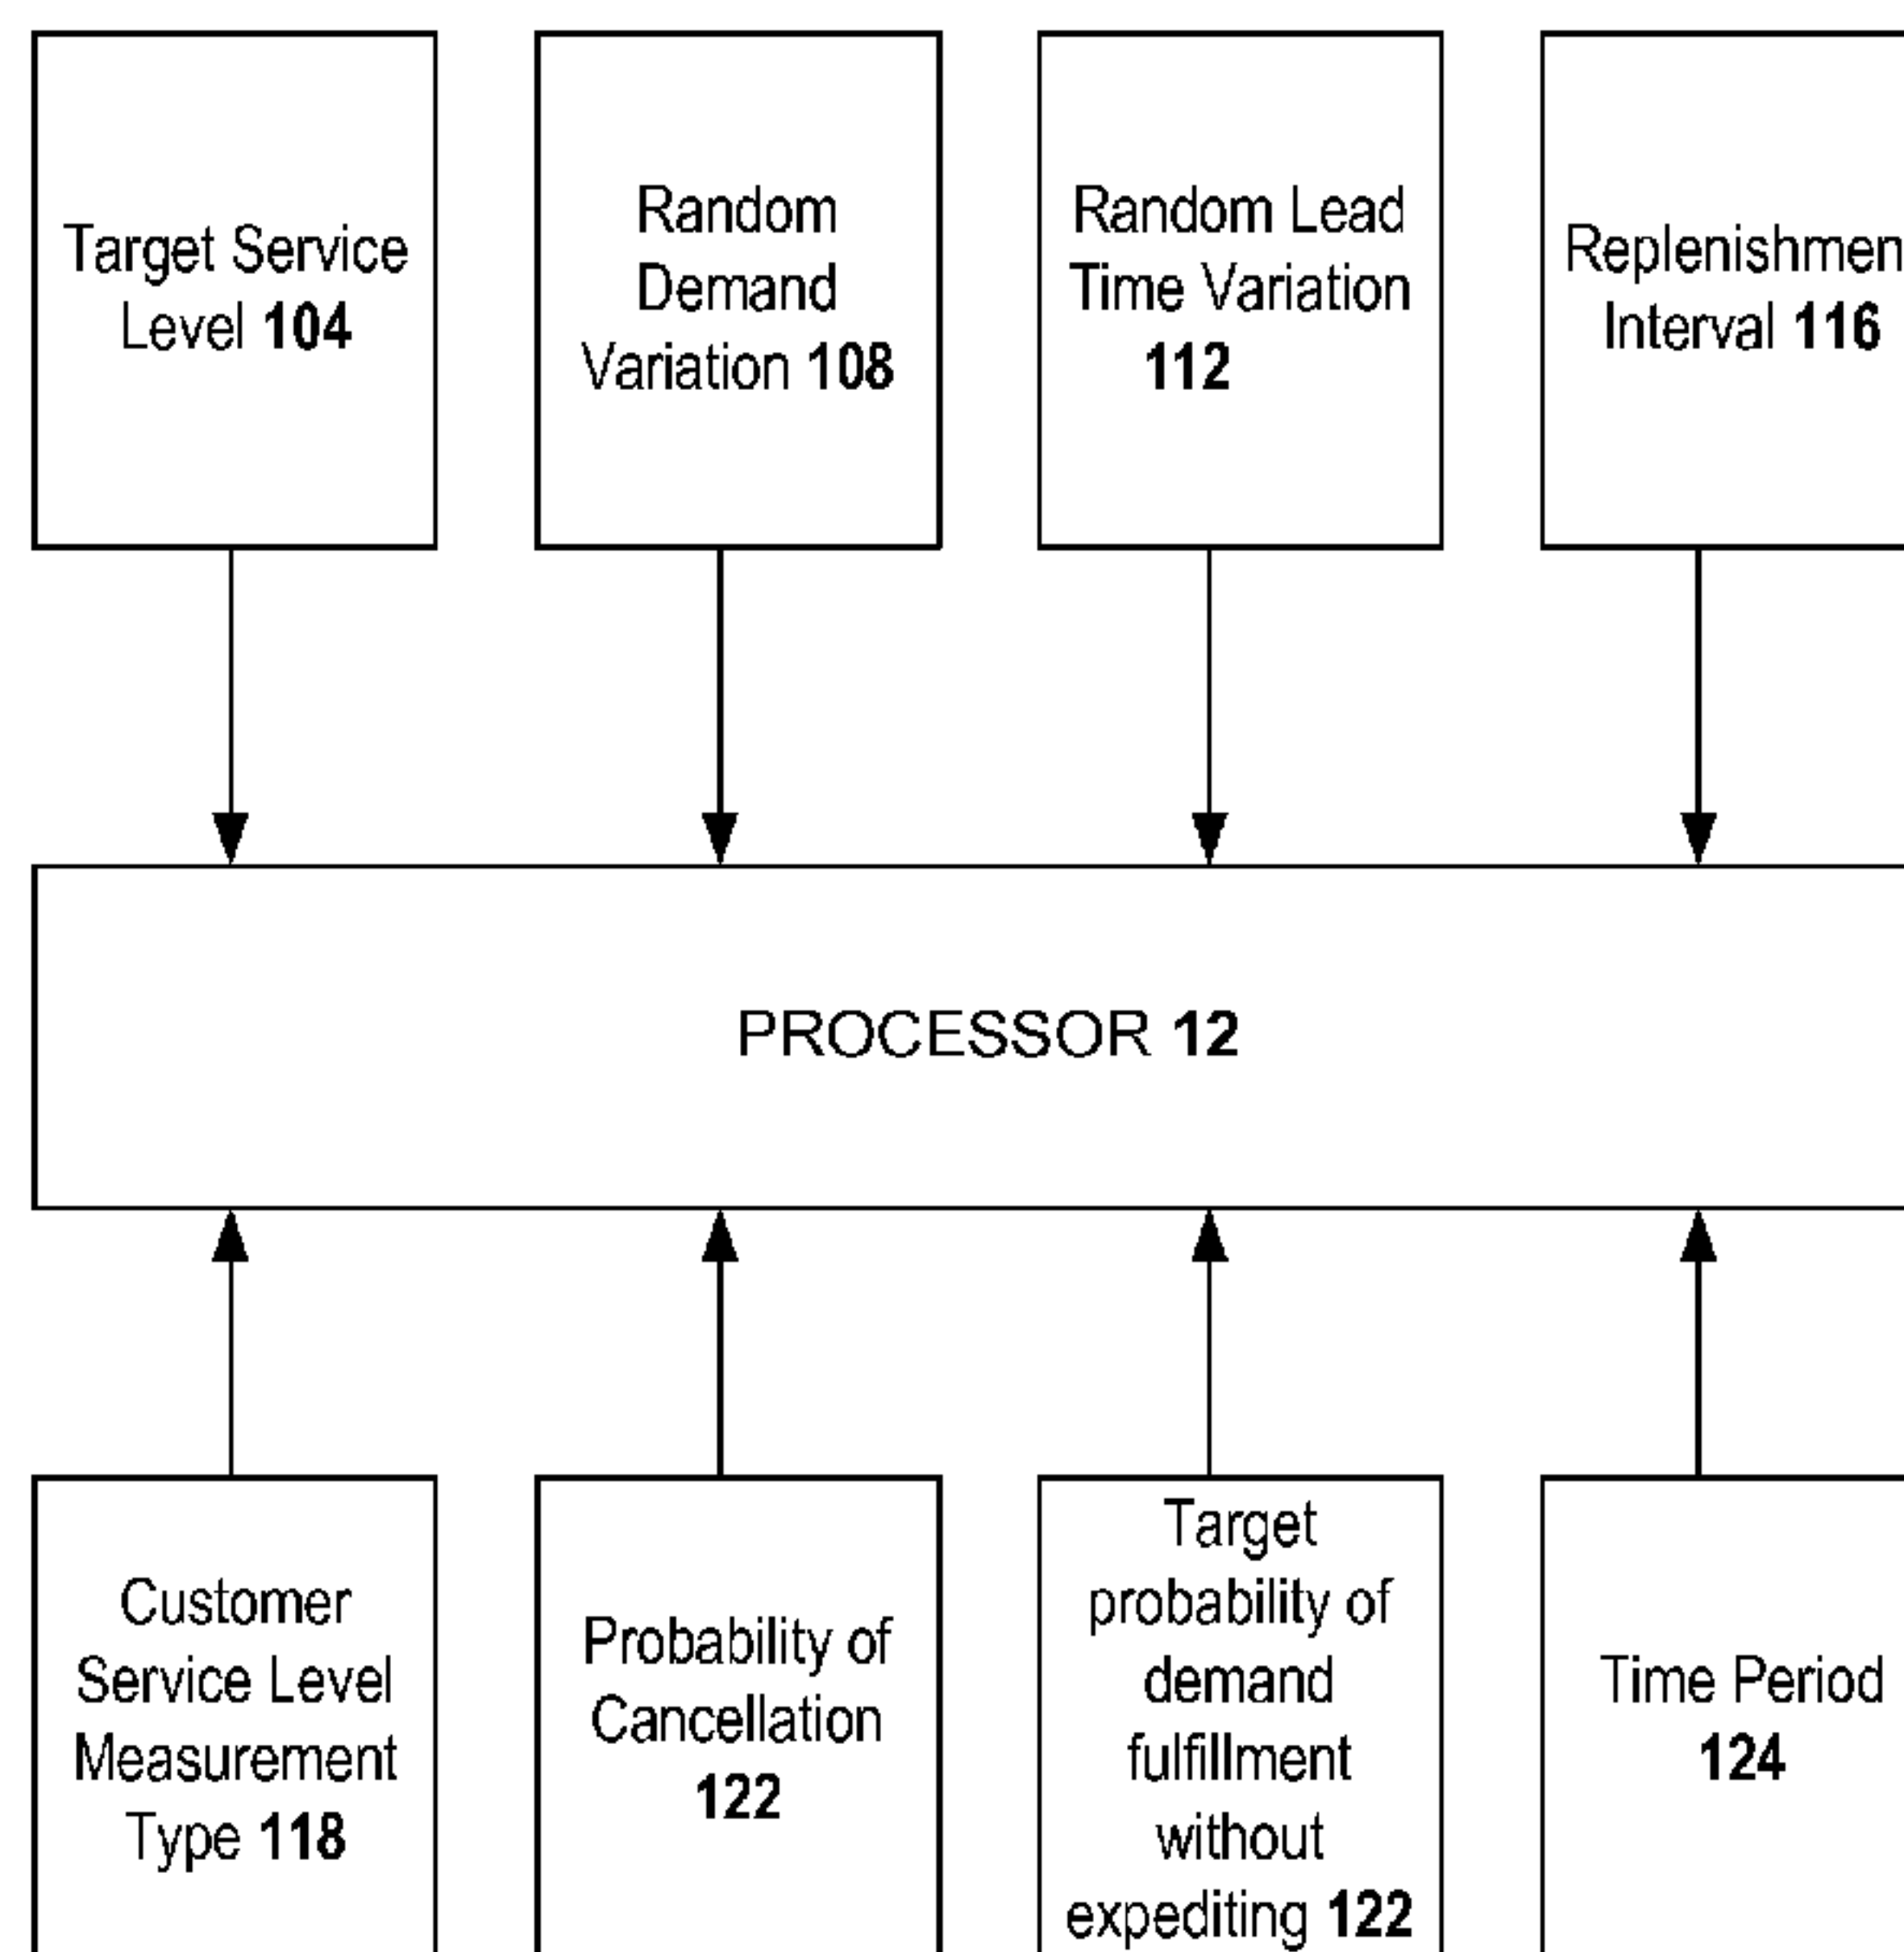 Target Service
Level 104
Random
Demand
Variation 108
Random Lead
Time Variation
112
Replenishmen
Interval 116
PROCESSOR 12
Customer
Service Level
Measurement
Type 118
Probability of
Cancellation
122
Target
probability of
demand
fulfillment
without
expediting 122
Time Period
124